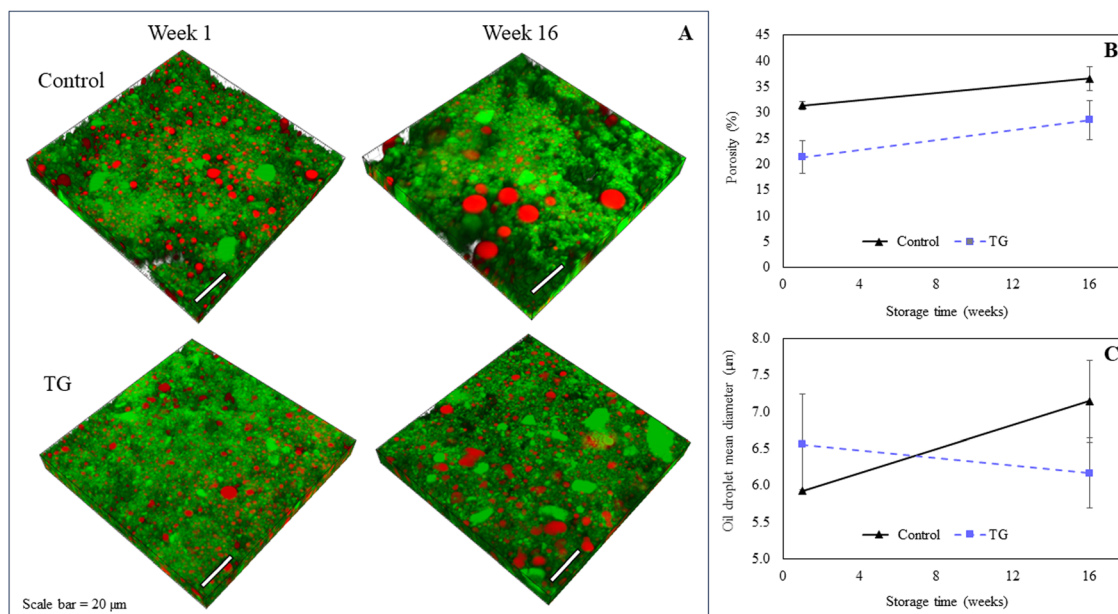 Week 1
Week 16
A
Control
TG
Scale bar = 20 µm
B
45
40
35
30
25
20
15
10
5
0
Porosity (%)
Control
TG
0
4
8
12
16
Storage time (weeks)
C
8.0
7.5
7.0
6.5
6.0
5.5
5.0
Oil droplet mean diameter (µm)
Control
TG
0
4
8
12
16
Storage time (weeks)